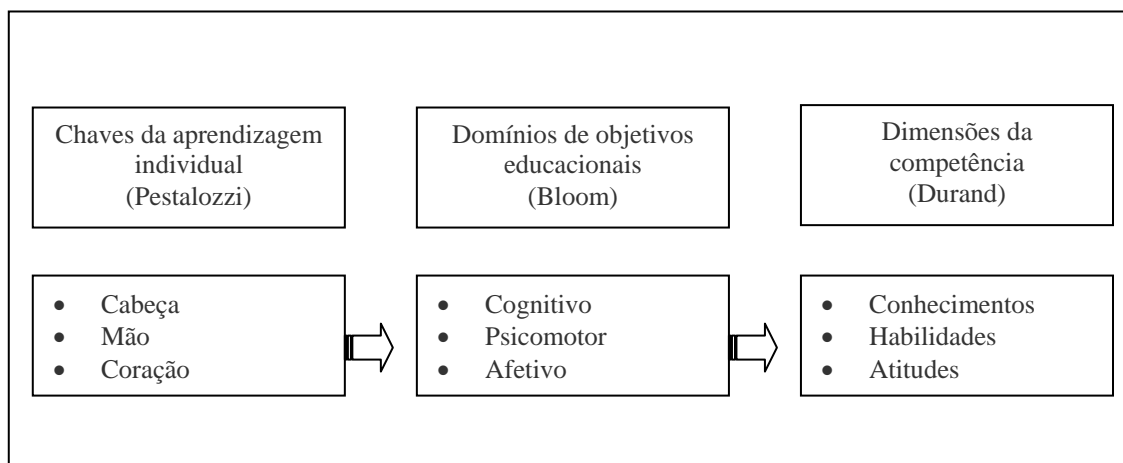 Chaves da aprendizagem
individual
(Pestalozzi)
Domínios de objetivos
educacionais
(Bloom)
Dimensões da
competência
(Durand)
• Cabeça
• Mão
• Coração
• Cognitivo
• Psicomotor
• Afetivo
• Conhecimentos
• Habilidades
• Atitudes